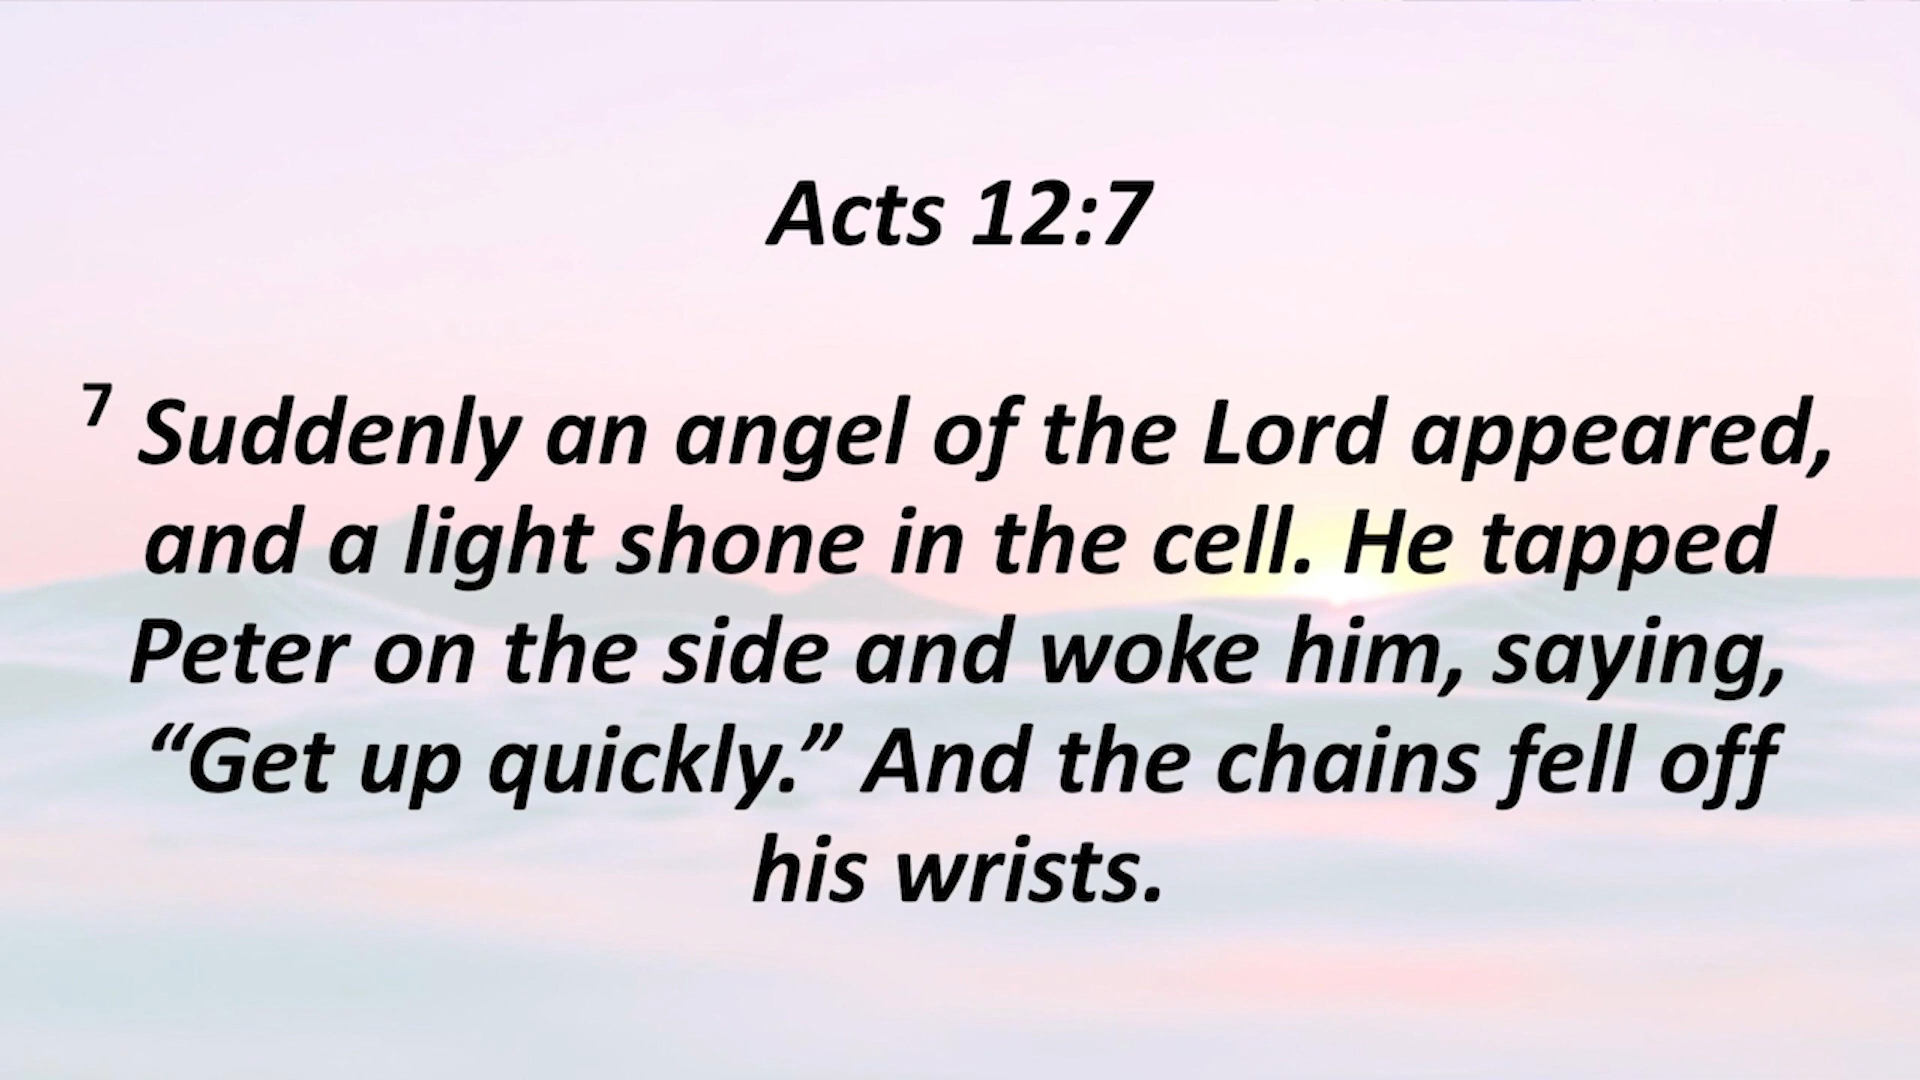 Acts 12:7
7 Suddenly an angel of the Lord appeared,
and a light shone in the cell. He tapped
Peter on the side and woke him, saying,
“Get up quickly.” And the chains fell off
his wrists.